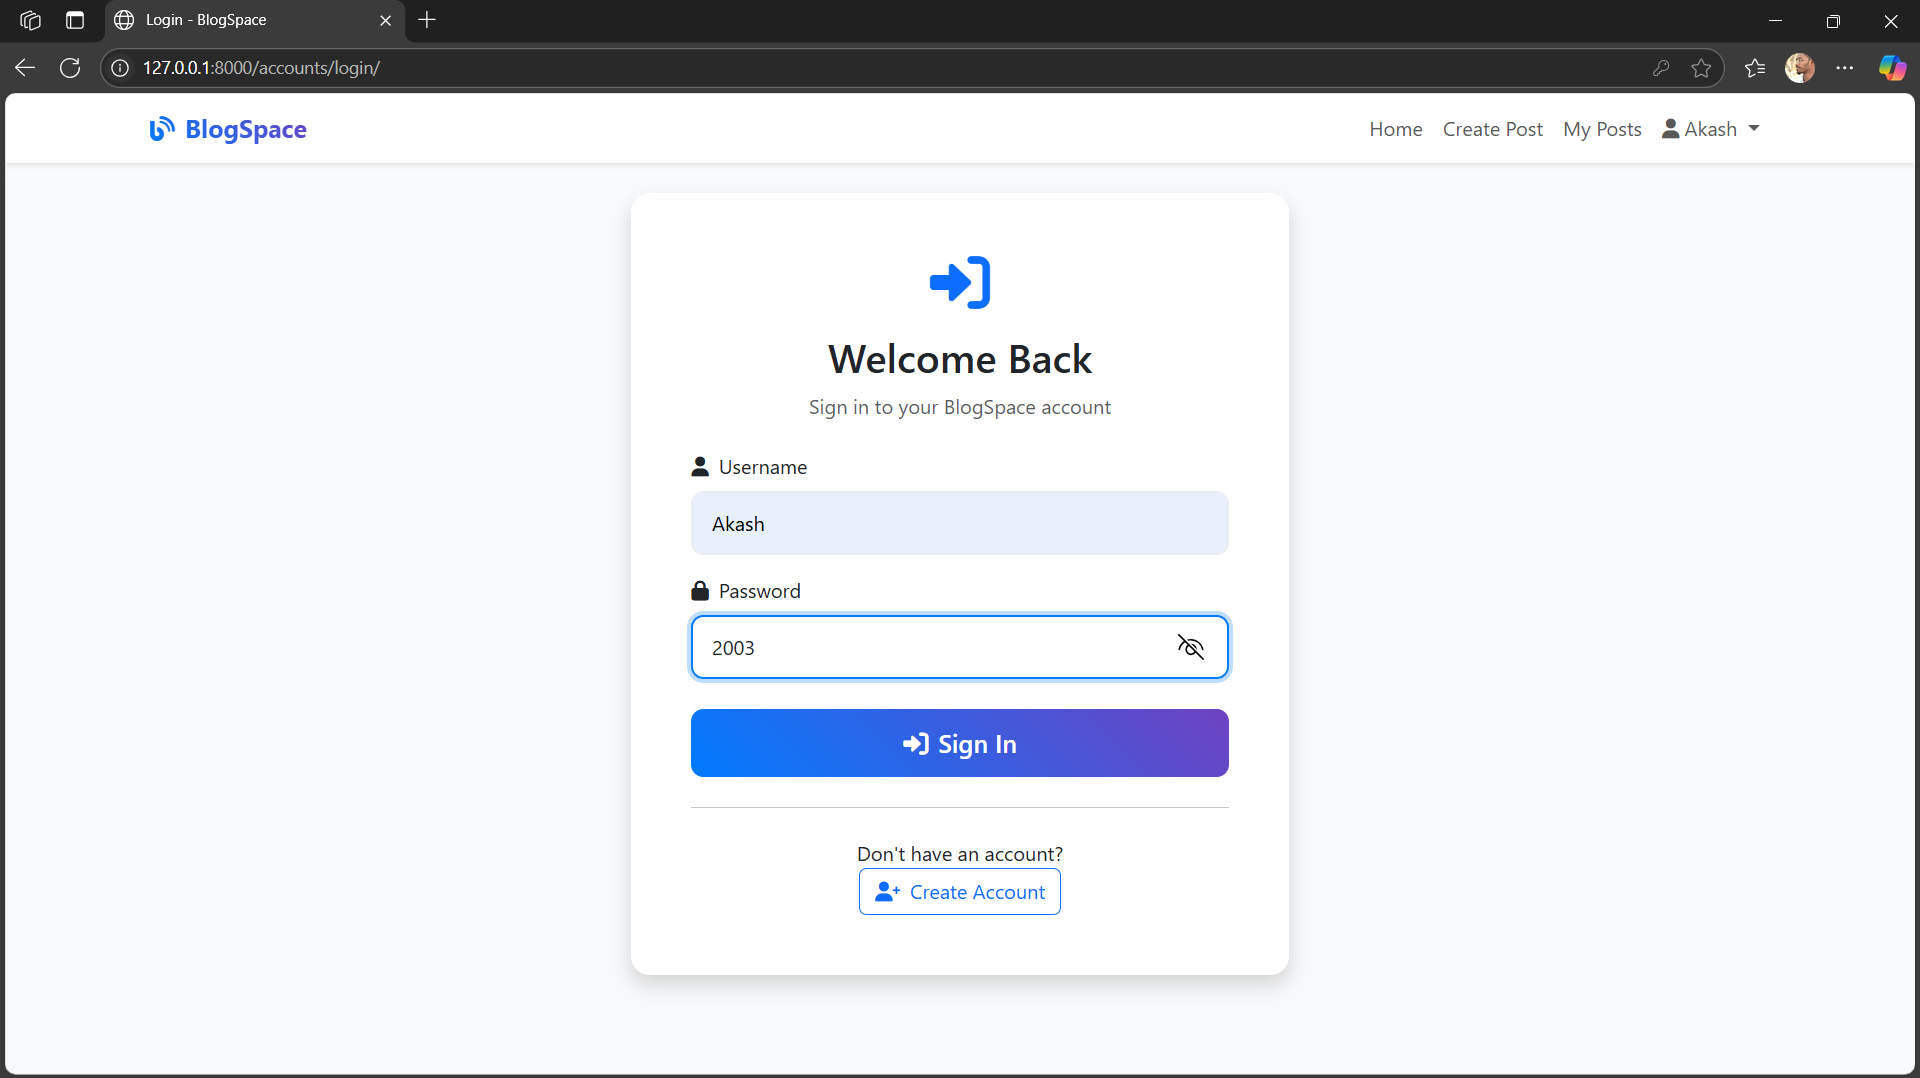 Login - BlogSpace
127.0.0.1:8000/accounts/login/
BlogSpace
Home Create Post My Posts Akash
Welcome Back
Sign in to your BlogSpace account
Username
Akash
Password
2003
Sign In
Don't have an account?
Create Account